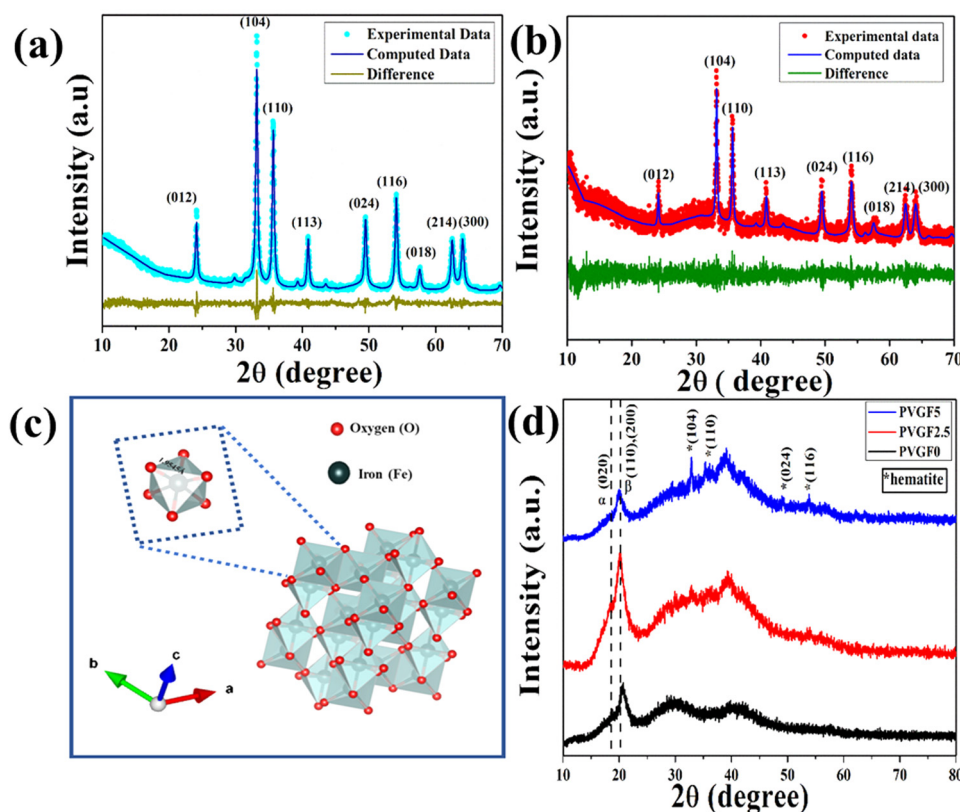 (a)
(104)
Experimental Data
Computed Data
Difference
(110)
(012)
(113)
(024)
(116)
(018)
(214)
(300)
Intensity (a.u)
10 20 30 40 50 60 70
2θ (degree)
(b)
(104)
Experimental data
Computed data
Difference
(110)
(012)
(113)
(024)
(116)
(018)
(214)
(300)
Intensity (a.u)
10 20 30 40 50 60 70
2θ ( degree)
(c)
Oxygen (O)
Iron (Fe)
b
c
a
(d)
PVGF5
PVGF2.5
PVGF0
*hematite
α (020)
β (110),(200)
*(104)
*(110)
*(024)
*(116)
Intensity (a.u.)
10 20 30 40 50 60 70 80
2θ (degree)